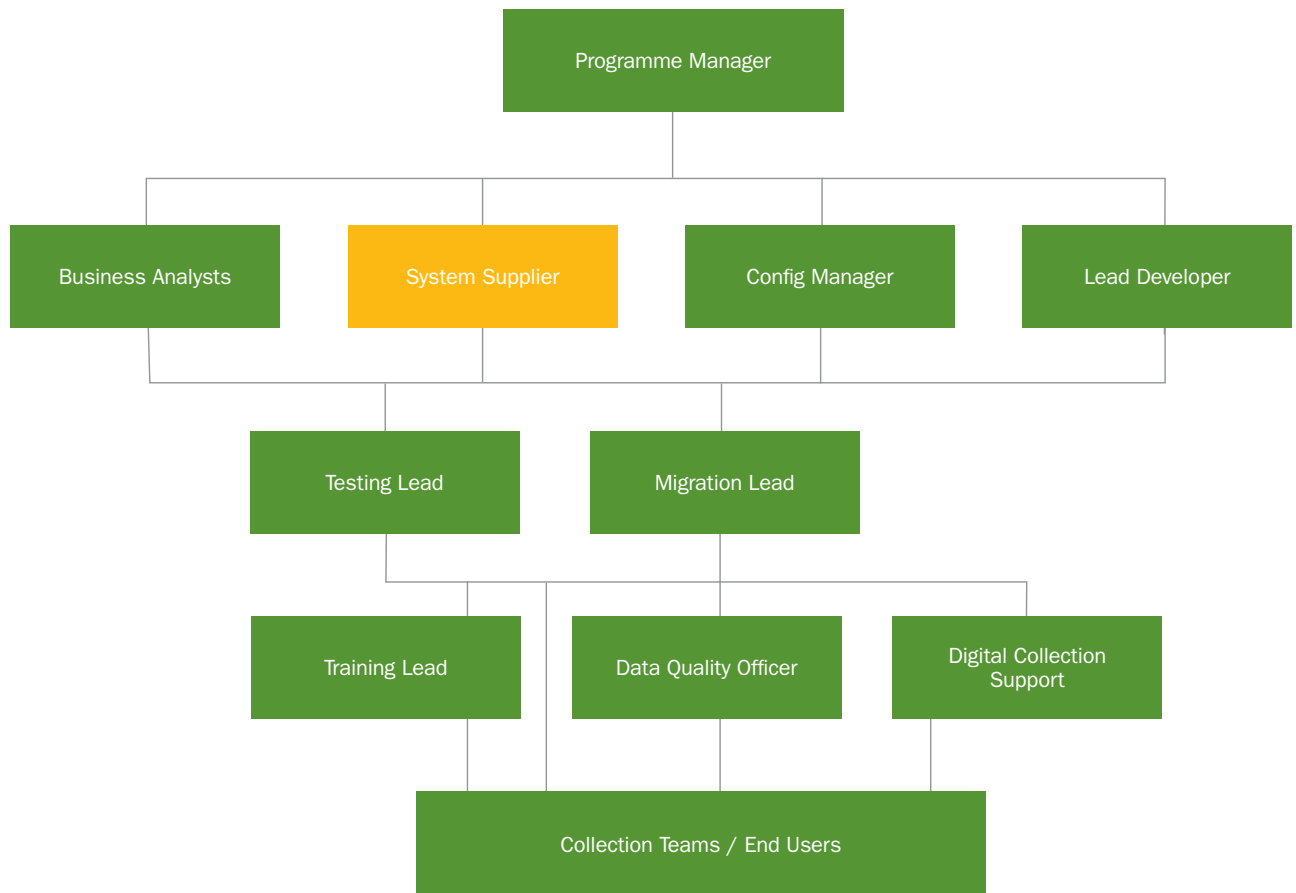 Programme Manager
Business Analysts
System Supplier
Config Manager
Lead Developer
Testing Lead
Migration Lead
Training Lead
Data Quality Officer
Digital Collection
Support
Collection Teams / End Users